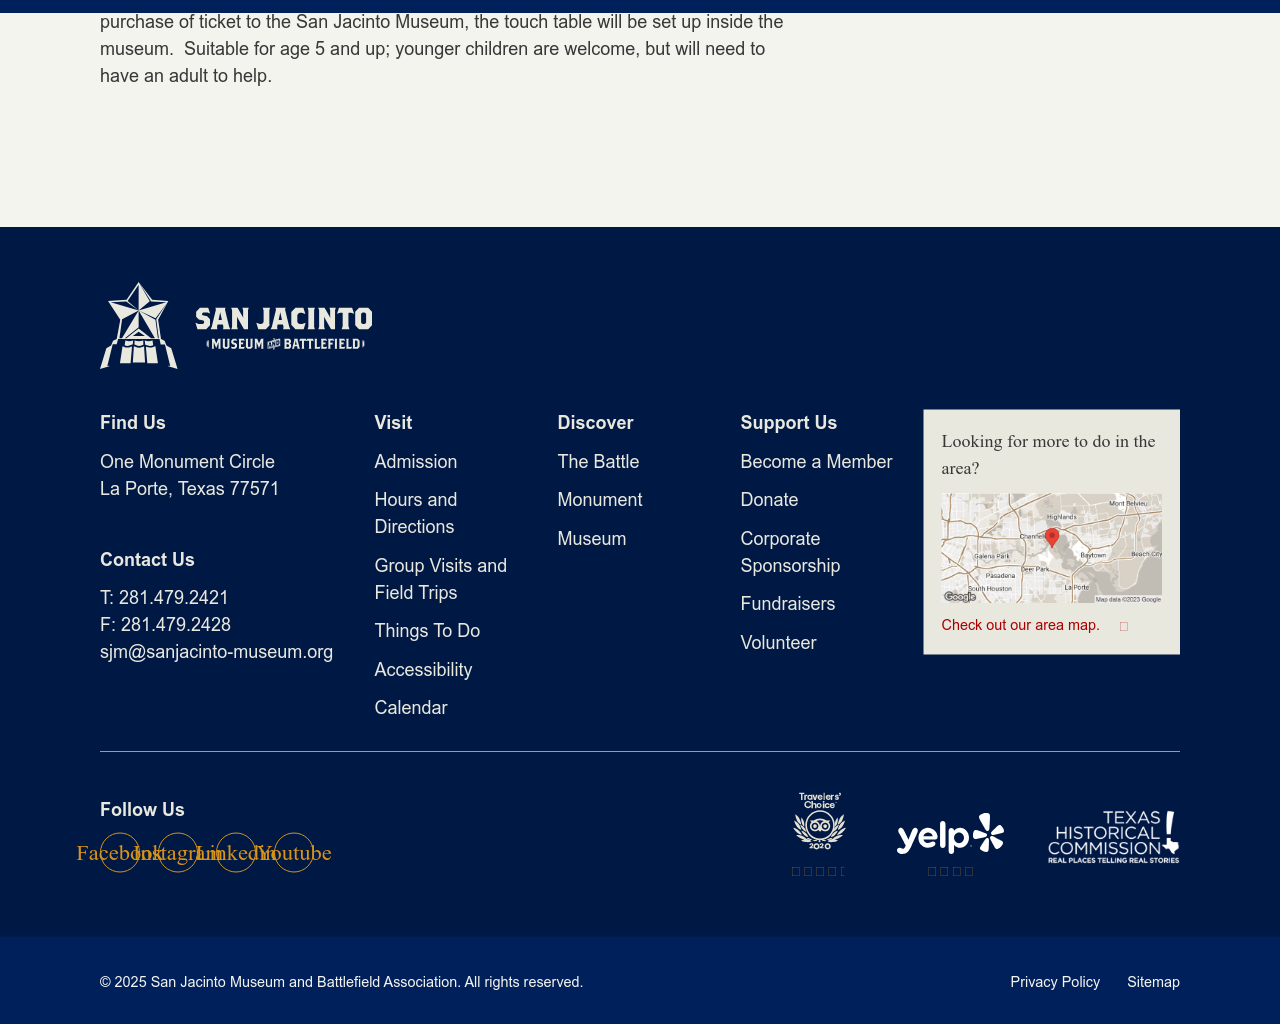 purchase of ticket to the San Jacinto Museum, the touch table will be set up inside the
museum.  Suitable for age 5 and up; younger children are welcome, but will need to
have an adult to help.
SAN JACINTO
MUSEUM AND BATTLEFIELD
Find Us
One Monument Circle
La Porte, Texas 77571
Contact Us
T: 281.479.2421
F: 281.479.2428
sjm@sanjacinto-museum.org
Visit
Admission
Hours and
Directions
Group Visits and
Field Trips
Things To Do
Accessibility
Calendar
Discover
The Battle
Monument
Museum
Support Us
Become a Member
Donate
Corporate
Sponsorship
Fundraisers
Volunteer
Looking for more to do in the
area?
Mont Belvieu
Highlands
Channelview
Galena Park
Baytown
Beach City
Deer Park
Pasadena
La Porte
South Houston
Google
Map data ©2025 Google
Check out our area map.
Follow Us
Facebook
Instagram
LinkedIn
Youtube
Travelers'
Choice
2020
yelp
TEXAS
HISTORICAL
COMMISSION
REAL PLACES TELLING REAL STORIES
© 2025 San Jacinto Museum and Battlefield Association. All rights reserved.
Privacy Policy
Sitemap